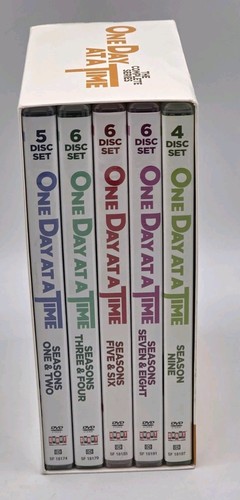 ONE DAY
AT A TIME
THE
COMPLETE
SERIES
5
DISC
SET
ONE DAY AT A TIME
SEASONS
ONE & TWO
DVD
6
DISC
SET
ONE DAY AT A TIME
SEASONS
THREE & FOUR
DVD
6
DISC
SET
ONE DAY AT A TIME
SEASONS
FIVE & SIX
DVD
6
DISC
SET
ONE DAY AT A TIME
SEASONS
SEVEN & EIGHT
DVD
4
DISC
SET
ONE DAY AT A TIME
SEASON
NINE
DVD